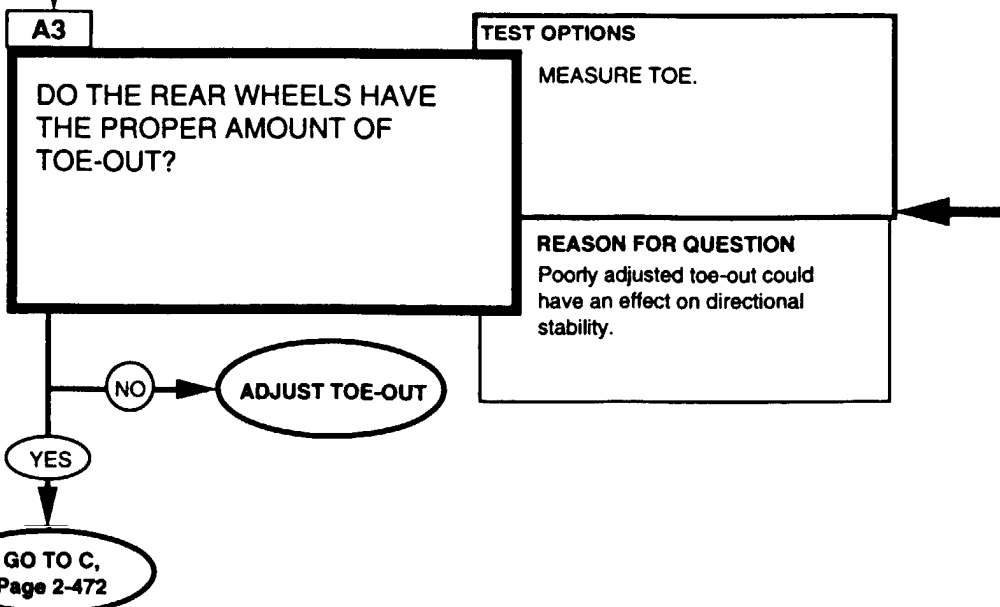 A3
DO THE REAR WHEELS HAVE
THE PROPER AMOUNT OF
TOE-OUT?
TEST OPTIONS
MEASURE TOE.
REASON FOR QUESTION
Poorly adjusted toe-out could
have an effect on directional
stability.
NO
ADJUST TOE-OUT
YES
GO TO C,
Page 2-472